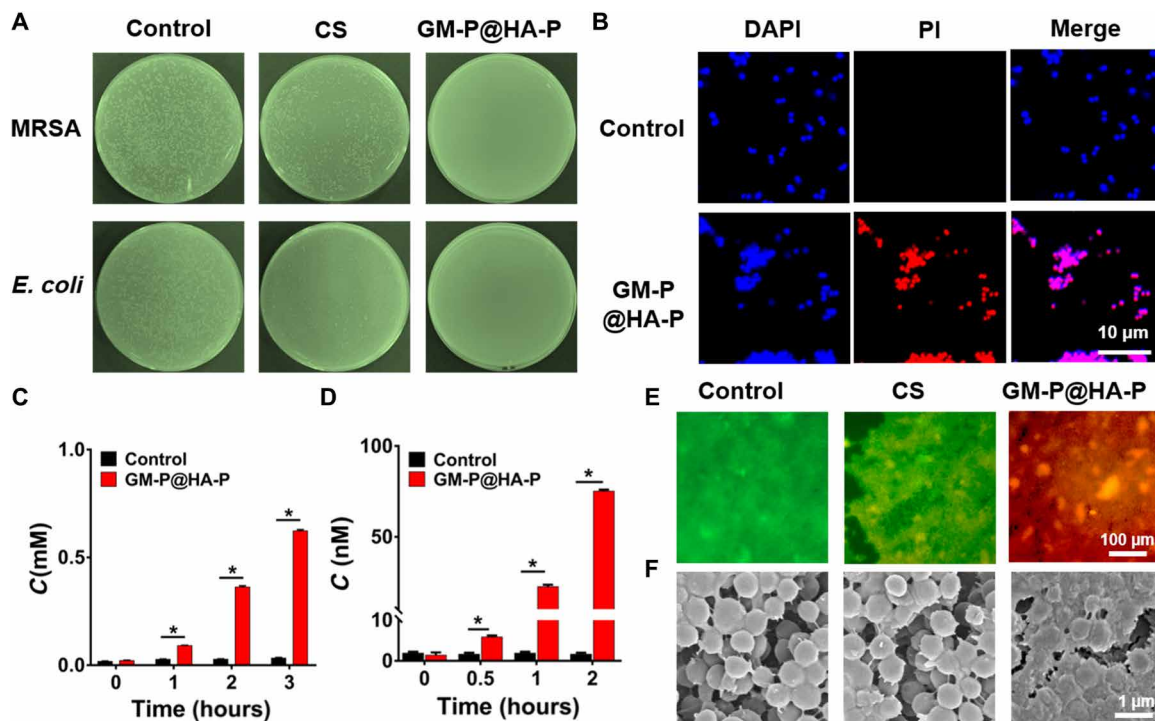 A
Control CS GM-P@HA-P
MRSA
E. coli
B
DAPI PI Merge
Control
GM-P
@HA-P
10 µm
C
1.0
0.5
0.0
C(mM)
Control
GM-P@HA-P
*
*
*
0 1 2 3
Time (hours)
D
100
50
10
0
C (nM)
Control
GM-P@HA-P
*
*
*
0 0.5 1 2
Time (hours)
E
Control CS GM-P@HA-P
100 µm
F
1 µm